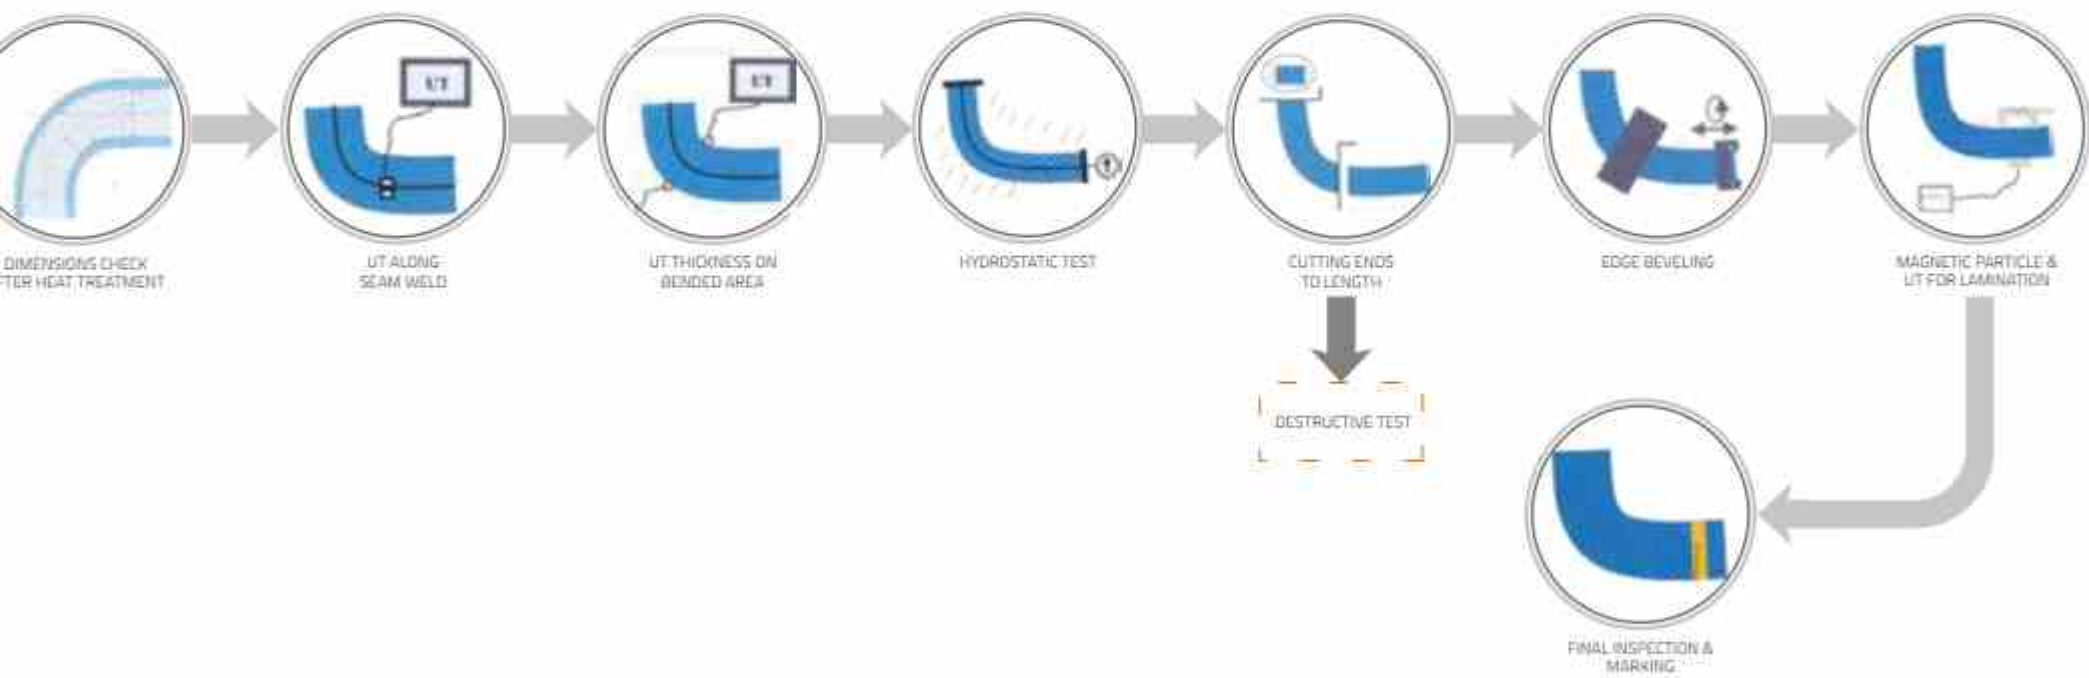 DIMENSIONS CHECK
FTER HEAT TREATMENT
UT
UT ALONG
SEAM WELD
UT
UT THICKNESS ON
BENDED AREA
HYDROSTATIC TEST
CUTTING ENDS
TO LENGTH
EDGE BEVELING
MAGNETIC PARTICLE &
UT FOR LAMINATION
DESTRUCTIVE TEST
FINAL INSPECTION &
MARKING